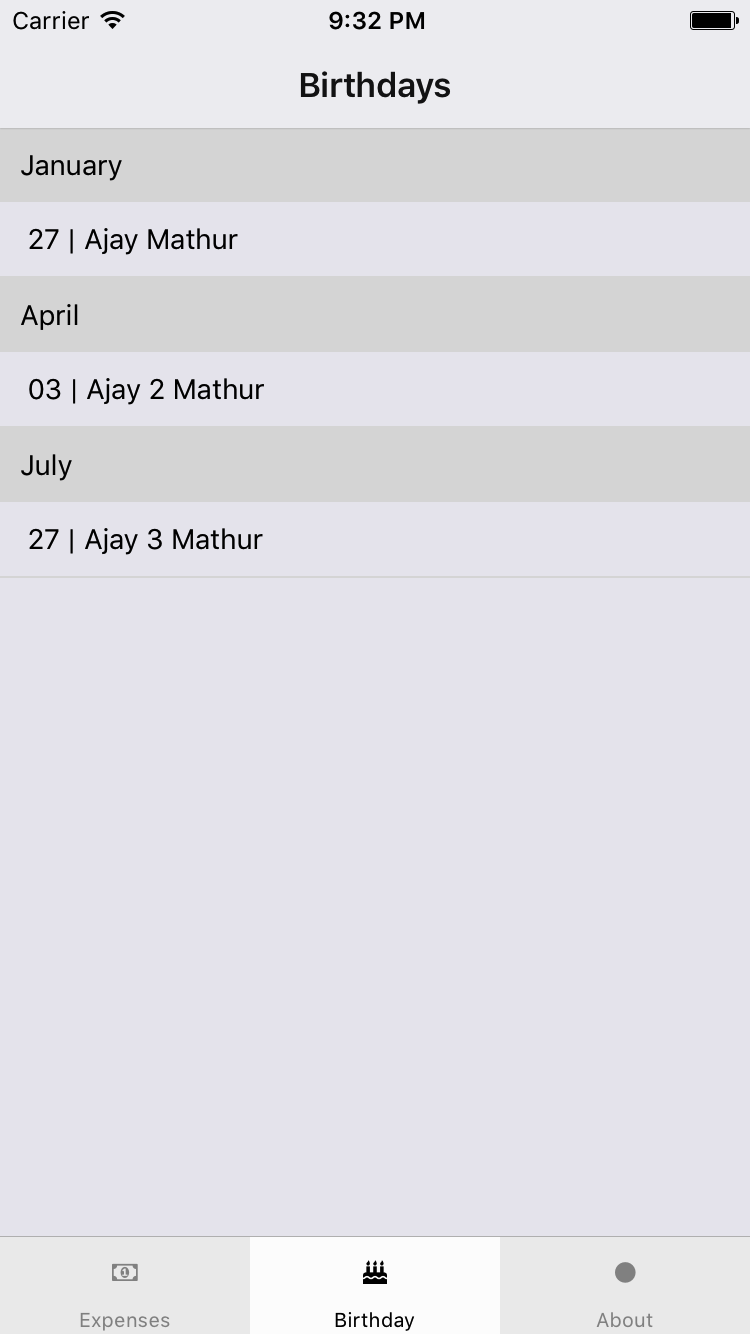 Carrier 9:32 PM
Birthdays
January
27 | Ajay Mathur
April
03 | Ajay 2 Mathur
July
27 | Ajay 3 Mathur
Expenses Birthday About